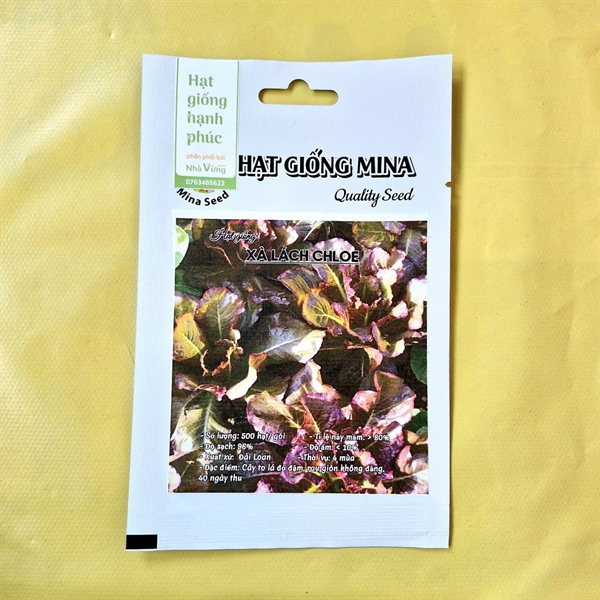 Hạt
giống
hạnh
phúc
phân phối bởi
Nhà Vừng
0763465623
HẠT GIỐNG MINA
Quality Seed
Mina Seed
Hạt giống
XÀ LÁCH CHLOE
- Số lượng: 500 hạt/ gói
- Tỉ lệ nảy mầm: > 80%
- Độ sạch: 96%
- Độ ẩm: < 10%
- Xuất xứ: Đài Loan
- Thời vụ: 4 mùa
- Đặc điểm: Cây to lá đỏ đậm, rau giòn không đắng,
40 ngày thu